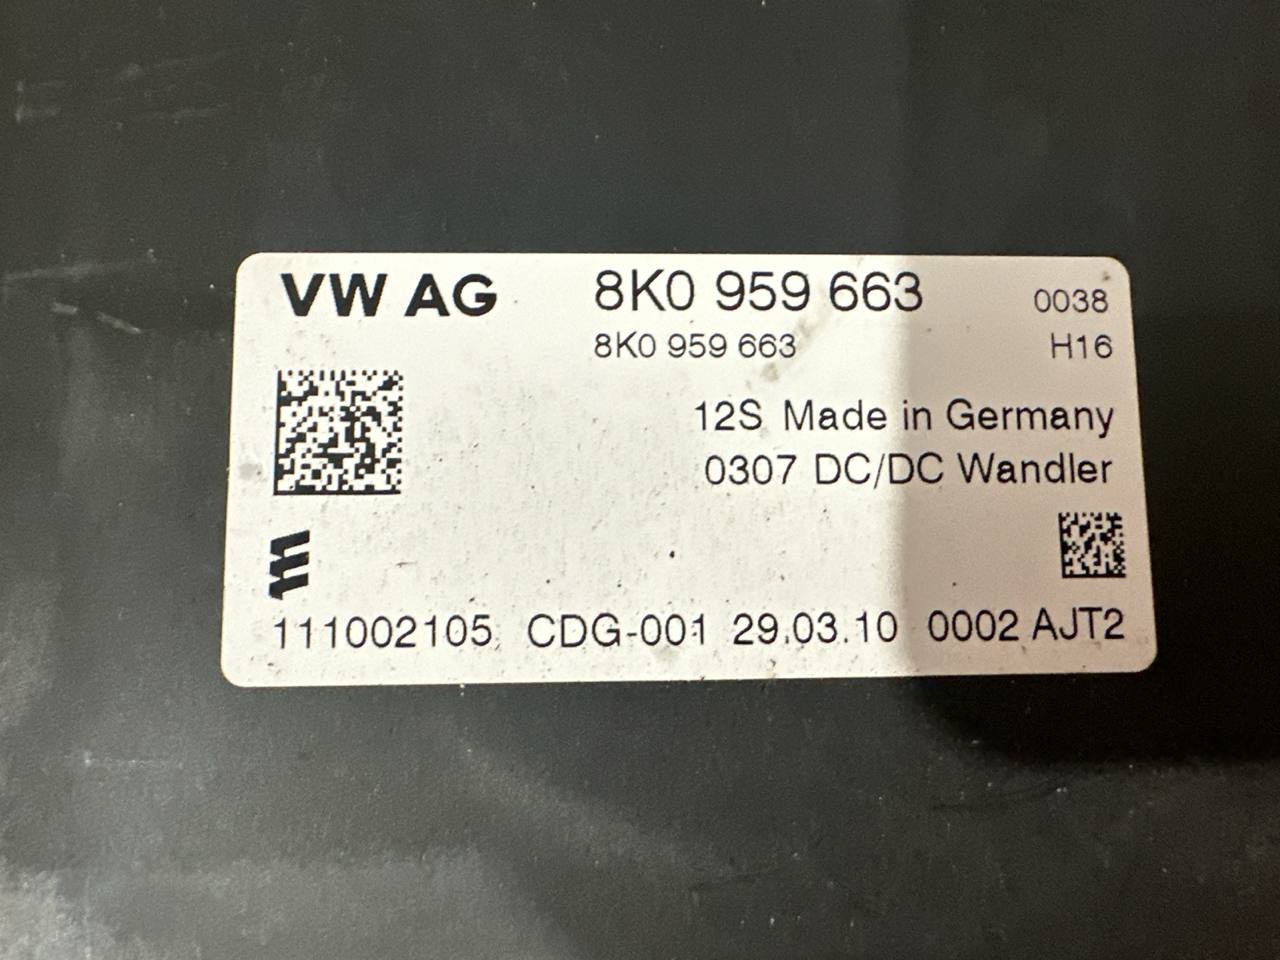 VW AG 8K0 959 663 0038
8K0 959 663 H16
12S Made in Germany
0307 DC/DC Wandler
111002105 CDG-001 29.03.10 0002 AJT2